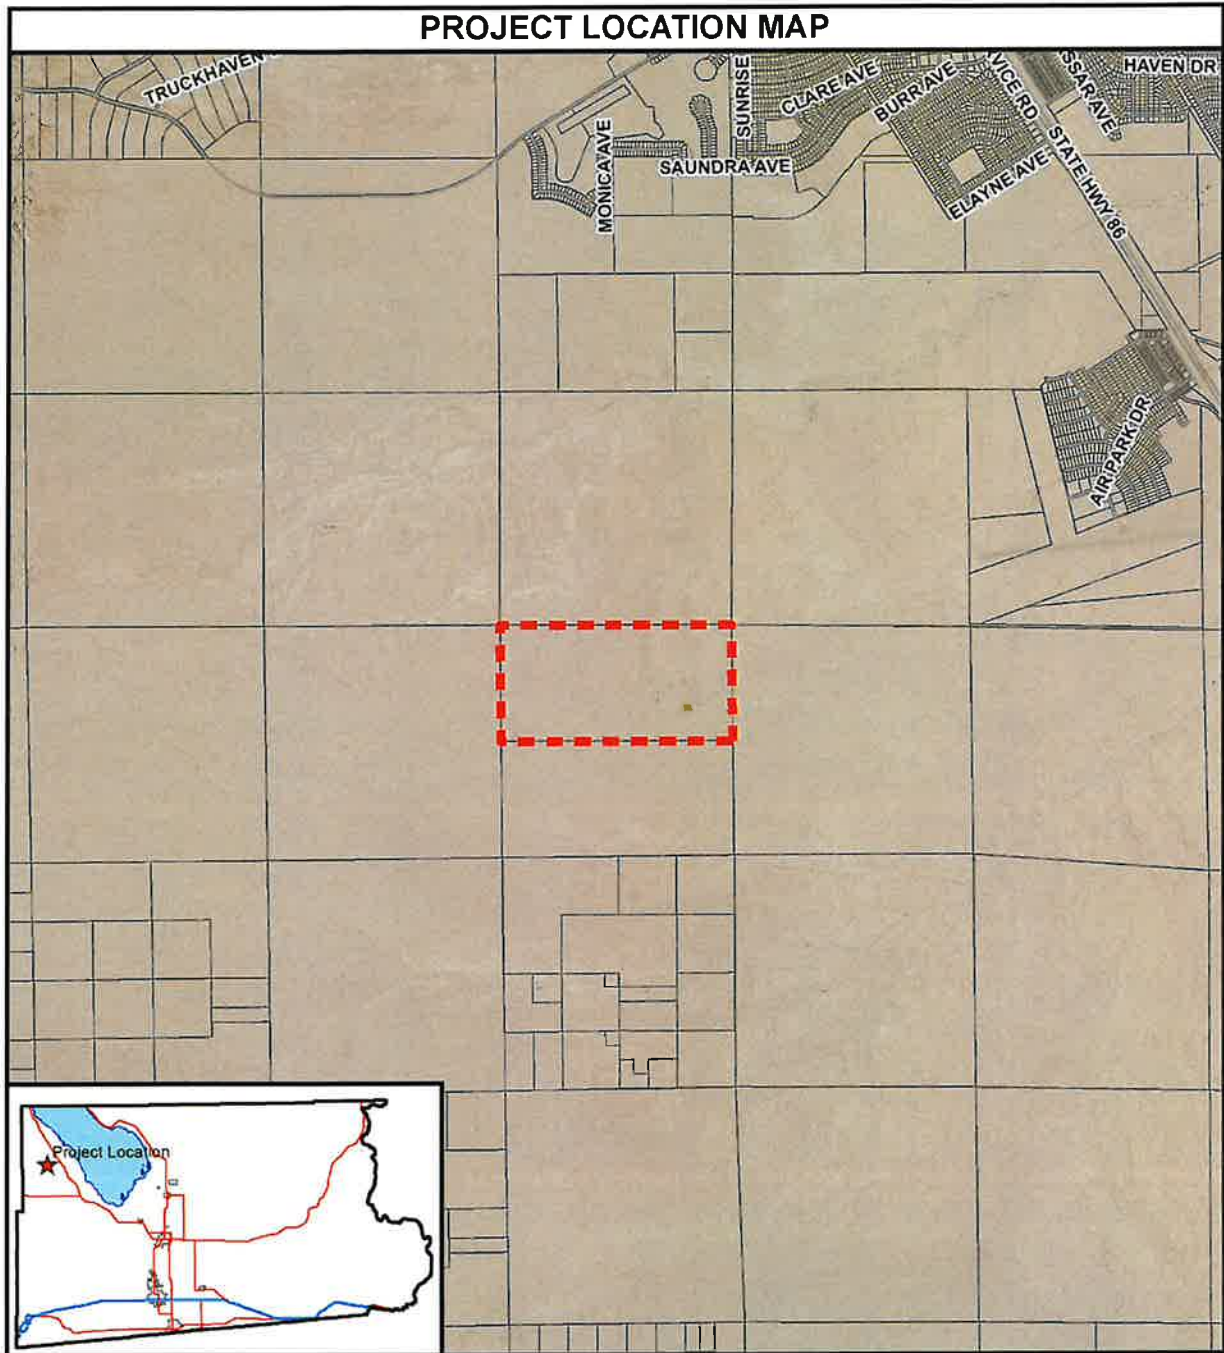 PROJECT LOCATION MAP
TRUCKHAVEN
MONICA AVE
SAUNDRA AVE
SUNRISE
CLARE AVE
BURR AVE
ELAYNE AVE
VICE RD
STATE HWY 86
SSAR AVE
HAVEN DR
AIR PARK DR
Project Location